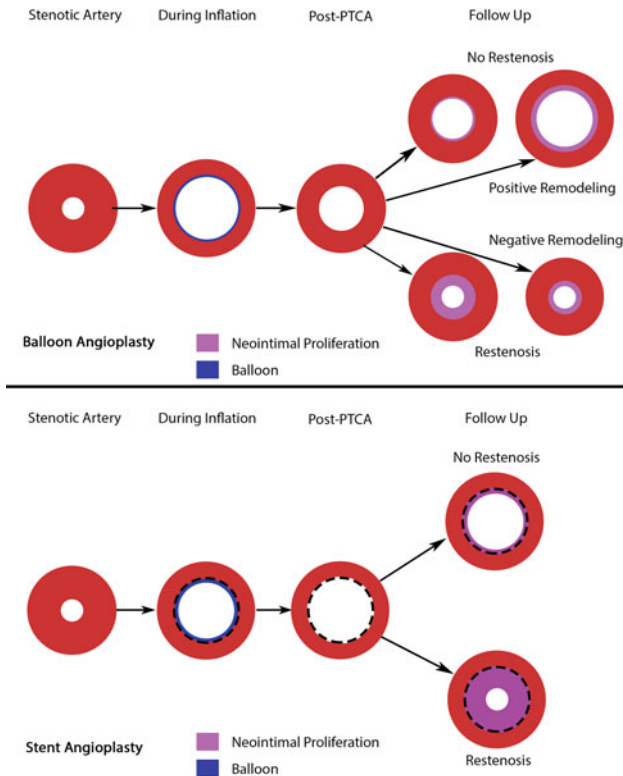 Stenotic Artery During Inflation Post-PTCA Follow Up
No Restenosis
Positive Remodeling
Negative Remodeling
Restenosis
Balloon Angioplasty
Neointimal Proliferation
Balloon
Stenotic Artery During Inflation Post-PTCA Follow Up
No Restenosis
Restenosis
Stent Angioplasty
Neointimal Proliferation
Balloon